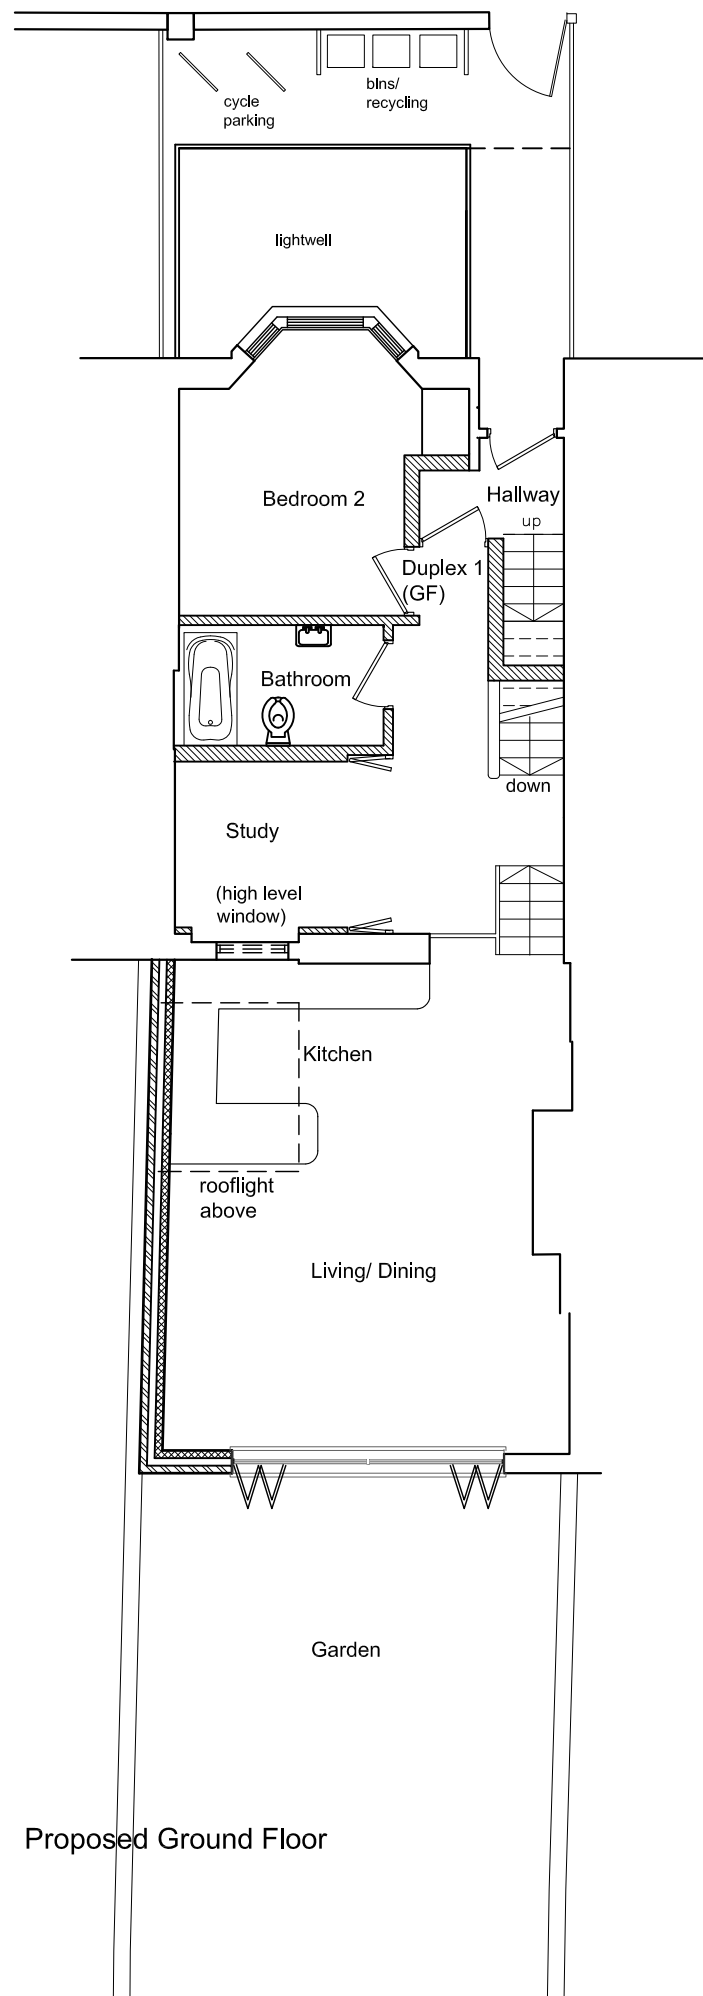 cycle
parking
bins/
recycling
lightwell
Bedroom 2
Hallway
up
Duplex 1
(GF)
Bathroom
down
Study
(high level
window)
Kitchen
rooflight
above
Living/ Dining
Garden
Proposed Ground Floor